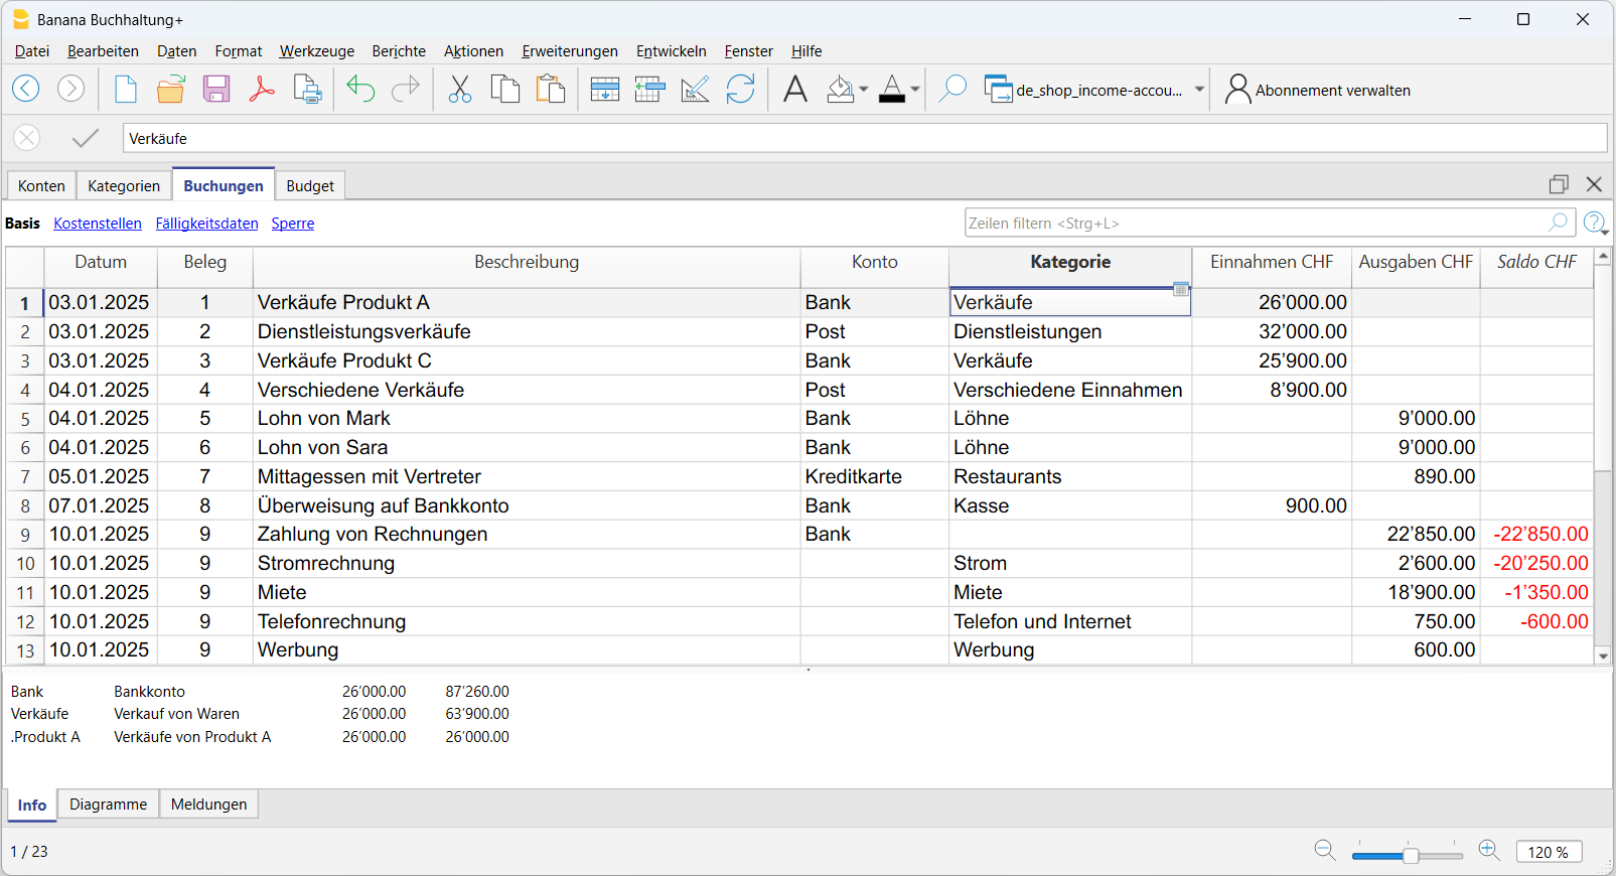 Banana Buchhaltung+
Datei Bearbeiten Daten Format Werkzeuge Berichte Aktionen Erweiterungen Entwickeln Fenster Hilfe
de_shop_income-accou... Abonnement verwalten
Verkäufe
Konten Kategorien Buchungen Budget
Basis Kostenstellen Fälligkeitsdaten Sperre Zeilen filtern <Strg+L>
Datum Beleg Beschreibung Konto Kategorie Einnahmen CHF Ausgaben CHF Saldo CHF
1 03.01.2025 1 Verkäufe Produkt A Bank Verkäufe 26’000.00
2 03.01.2025 2 Dienstleistungsverkäufe Post Dienstleistungen 32’000.00
3 03.01.2025 3 Verkäufe Produkt C Bank Verkäufe 25’900.00
4 04.01.2025 4 Verschiedene Verkäufe Post Verschiedene Einnahmen 8’900.00
5 04.01.2025 5 Lohn von Mark Bank Löhne 9’000.00
6 04.01.2025 6 Lohn von Sara Bank Löhne 9’000.00
7 05.01.2025 7 Mittagessen mit Vertreter Kreditkarte Restaurants 890.00
8 07.01.2025 8 Überweisung auf Bankkonto Bank Kasse 900.00
9 10.01.2025 9 Zahlung von Rechnungen Bank 22’850.00 -22’850.00
10 10.01.2025 9 Stromrechnung Strom 2’600.00 -20’250.00
11 10.01.2025 9 Miete Miete 18’900.00 -1’350.00
12 10.01.2025 9 Telefonrechnung Telefon und Internet 750.00 -600.00
13 10.01.2025 9 Werbung Werbung 600.00
Bank Bankkonto 26’000.00 87’260.00
Verkäufe Verkauf von Waren 26’000.00 63’900.00
.Produkt A Verkäufe von Produkt A 26’000.00 26’000.00
Info Diagramme Meldungen
1 / 23 120 %